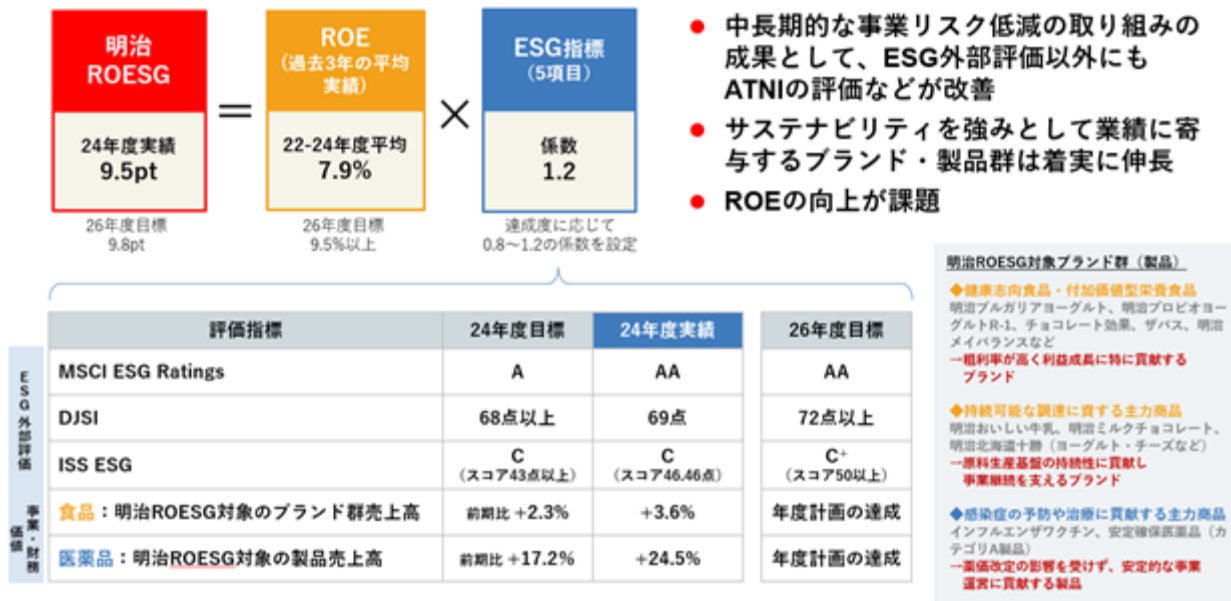 明治
ROESG
24年度実績
9.5pt
26年度目標
9.8pt
=
ROE
(過去3年の平均
実績)
22-24年度平均
7.9%
26年度目標
9.5%以上
×
ESG指標
(5項目)
係数
1.2
達成度に応じて
0.8～1.2の係数を設定
● 中長期的な事業リスク低減の取り組みの
成果として、ESG外部評価以外にも
ATNIの評価などが改善
● サステナビリティを強みとして業績に寄
与するブランド・製品群は着実に伸長
● ROEの向上が課題
評価指標 24年度目標 24年度実績 26年度目標
ESG外部評価
MSCI ESG Ratings A AA AA
DJSI 68点以上 69点 72点以上
ISS ESG C C C+
(スコア43点以上) (スコア46.46点) (スコア50以上)
事業・財務
価値
食品：明治ROESG対象のブランド群売上高 前期比 +2.3% +3.6% 年度計画の達成
医薬品：明治ROESG対象の製品売上高 前期比 +17.2% +24.5% 年度計画の達成
明治ROESG対象ブランド群（製品）
◆健康志向食品・付加価値型栄養食品
明治ブルガリアヨーグルト、明治プロビオヨー
グルトR-1、チョコレート効果、ザバス、明治
メイバランスなど
→粗利率が高く利益成長に特に貢献する
ブランド
◆持続可能な調達に資する主力商品
明治おいしい牛乳、明治ミルクチョコレート、
明治北海道十勝（ヨーグルト・チーズなど）
→原料生産基盤の持続性に貢献し
事業継続を支えるブランド
◆感染症の予防や治療に貢献する主力商品
インフルエンザワクチン、安定確保医薬品（カ
テゴリA製品）
→薬価改定の影響を受けず、安定的な事業
運営に貢献する製品